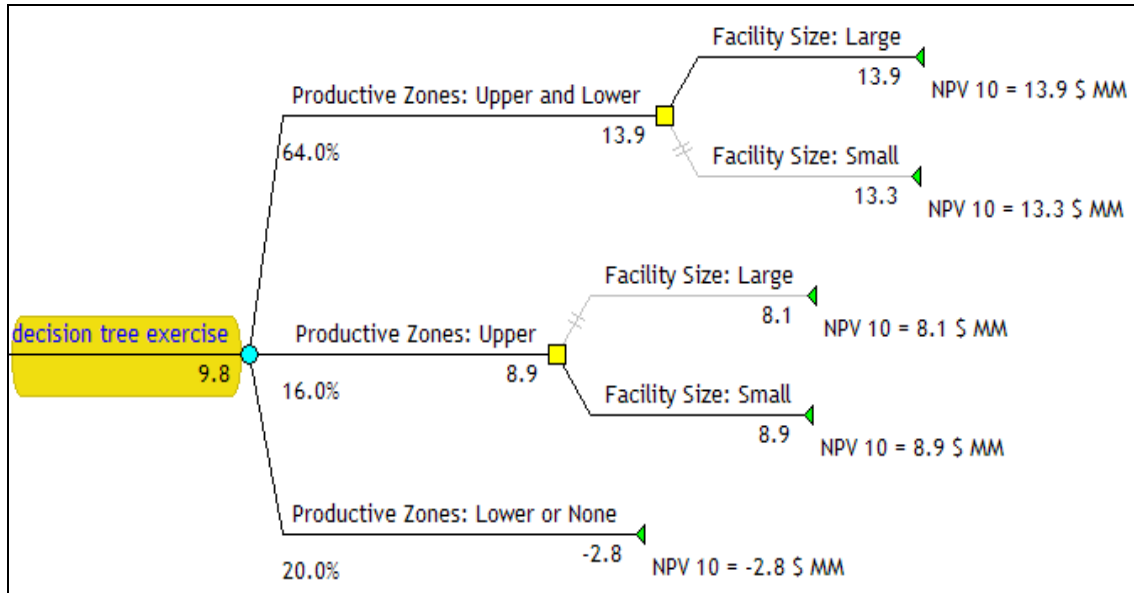 Facility Size: Large
13.9
NPV 10 = 13.9 $ MM
Productive Zones: Upper and Lower
13.9
64.0%
Facility Size: Small
13.3
NPV 10 = 13.3 $ MM
Facility Size: Large
8.1
NPV 10 = 8.1 $ MM
decision tree exercise
9.8
Productive Zones: Upper
8.9
16.0%
Facility Size: Small
8.9
NPV 10 = 8.9 $ MM
Productive Zones: Lower or None
-2.8
20.0%
NPV 10 = -2.8 $ MM